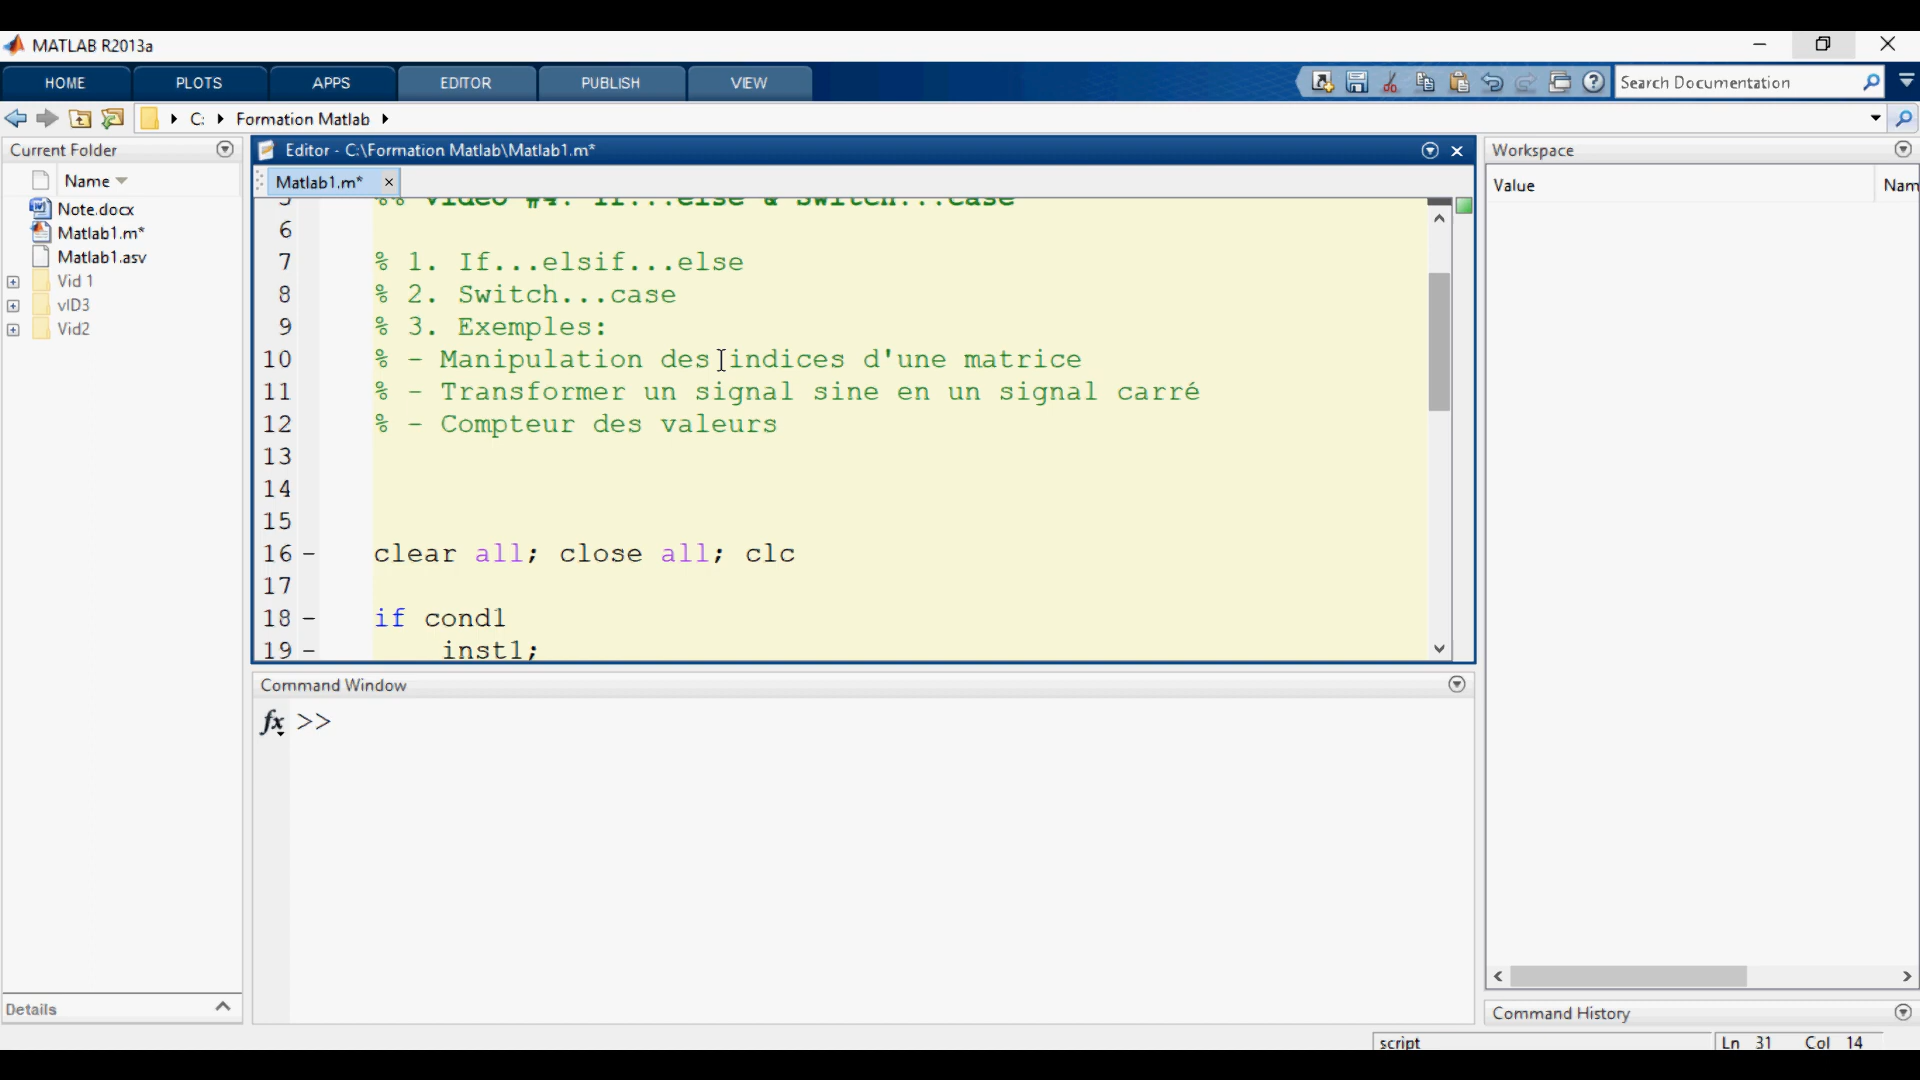 MATLAB R2013a
HOME PLOTS APPS EDITOR PUBLISH VIEW
Search Documentation
C: Formation Matlab
Current Folder
Name
Note.docx
Matlab1.m*
Matlab1.asv
Vid 1
vID3
Vid2
Details
Editor - C:\Formation Matlab\Matlab1.m*
Matlab1.m*
5 %% Video #4: If...else & Switch...case
6
7 % 1. If...elsif...else
8 % 2. Switch...case
9 % 3. Exemples:
10 % - Manipulation des indices d'une matrice
11 % - Transformer un signal sine en un signal carré
12 % - Compteur des valeurs
13
14
15
16 - clear all; close all; clc
17
18 - if cond1
19 - inst1;
Command Window
fx >>
Workspace
Value Nam
Command History
script Ln 31 Col 14